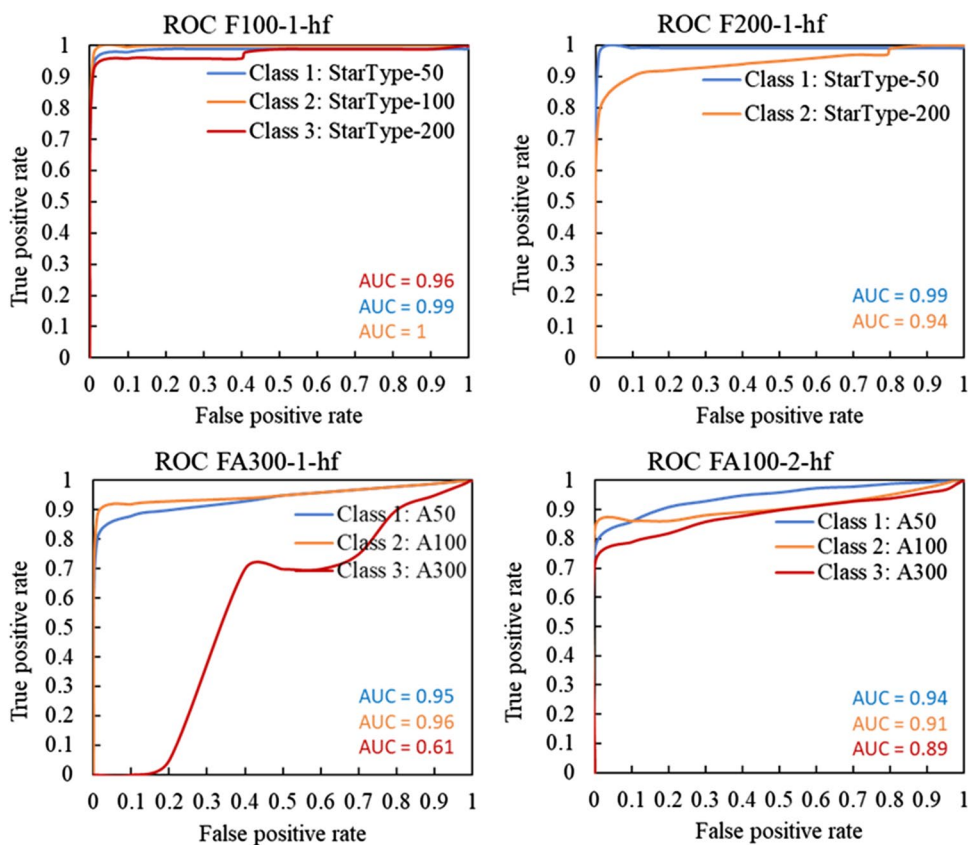 ROC F100-1-hf
1
0.9
0.8
0.7
0.6
0.5
0.4
0.3
0.2
0.1
0
True positive rate
Class 1: StarType-50
Class 2: StarType-100
Class 3: StarType-200
AUC = 0.96
AUC = 0.99
AUC = 1
0 0.1 0.2 0.3 0.4 0.5 0.6 0.7 0.8 0.9 1
False positive rate
ROC F200-1-hf
1
0.9
0.8
0.7
0.6
0.5
0.4
0.3
0.2
0.1
0
True positive rate
Class 1: StarType-50
Class 2: StarType-200
AUC = 0.99
AUC = 0.94
0 0.1 0.2 0.3 0.4 0.5 0.6 0.7 0.8 0.9 1
False positive rate
ROC FA300-1-hf
1
0.9
0.8
0.7
0.6
0.5
0.4
0.3
0.2
0.1
0
True positive rate
Class 1: A50
Class 2: A100
Class 3: A300
AUC = 0.95
AUC = 0.96
AUC = 0.61
0 0.1 0.2 0.3 0.4 0.5 0.6 0.7 0.8 0.9 1
False positive rate
ROC FA100-2-hf
1
0.9
0.8
0.7
0.6
0.5
0.4
0.3
0.2
0.1
0
True positive rate
Class 1: A50
Class 2: A100
Class 3: A300
AUC = 0.94
AUC = 0.91
AUC = 0.89
0 0.1 0.2 0.3 0.4 0.5 0.6 0.7 0.8 0.9 1
False positive rate